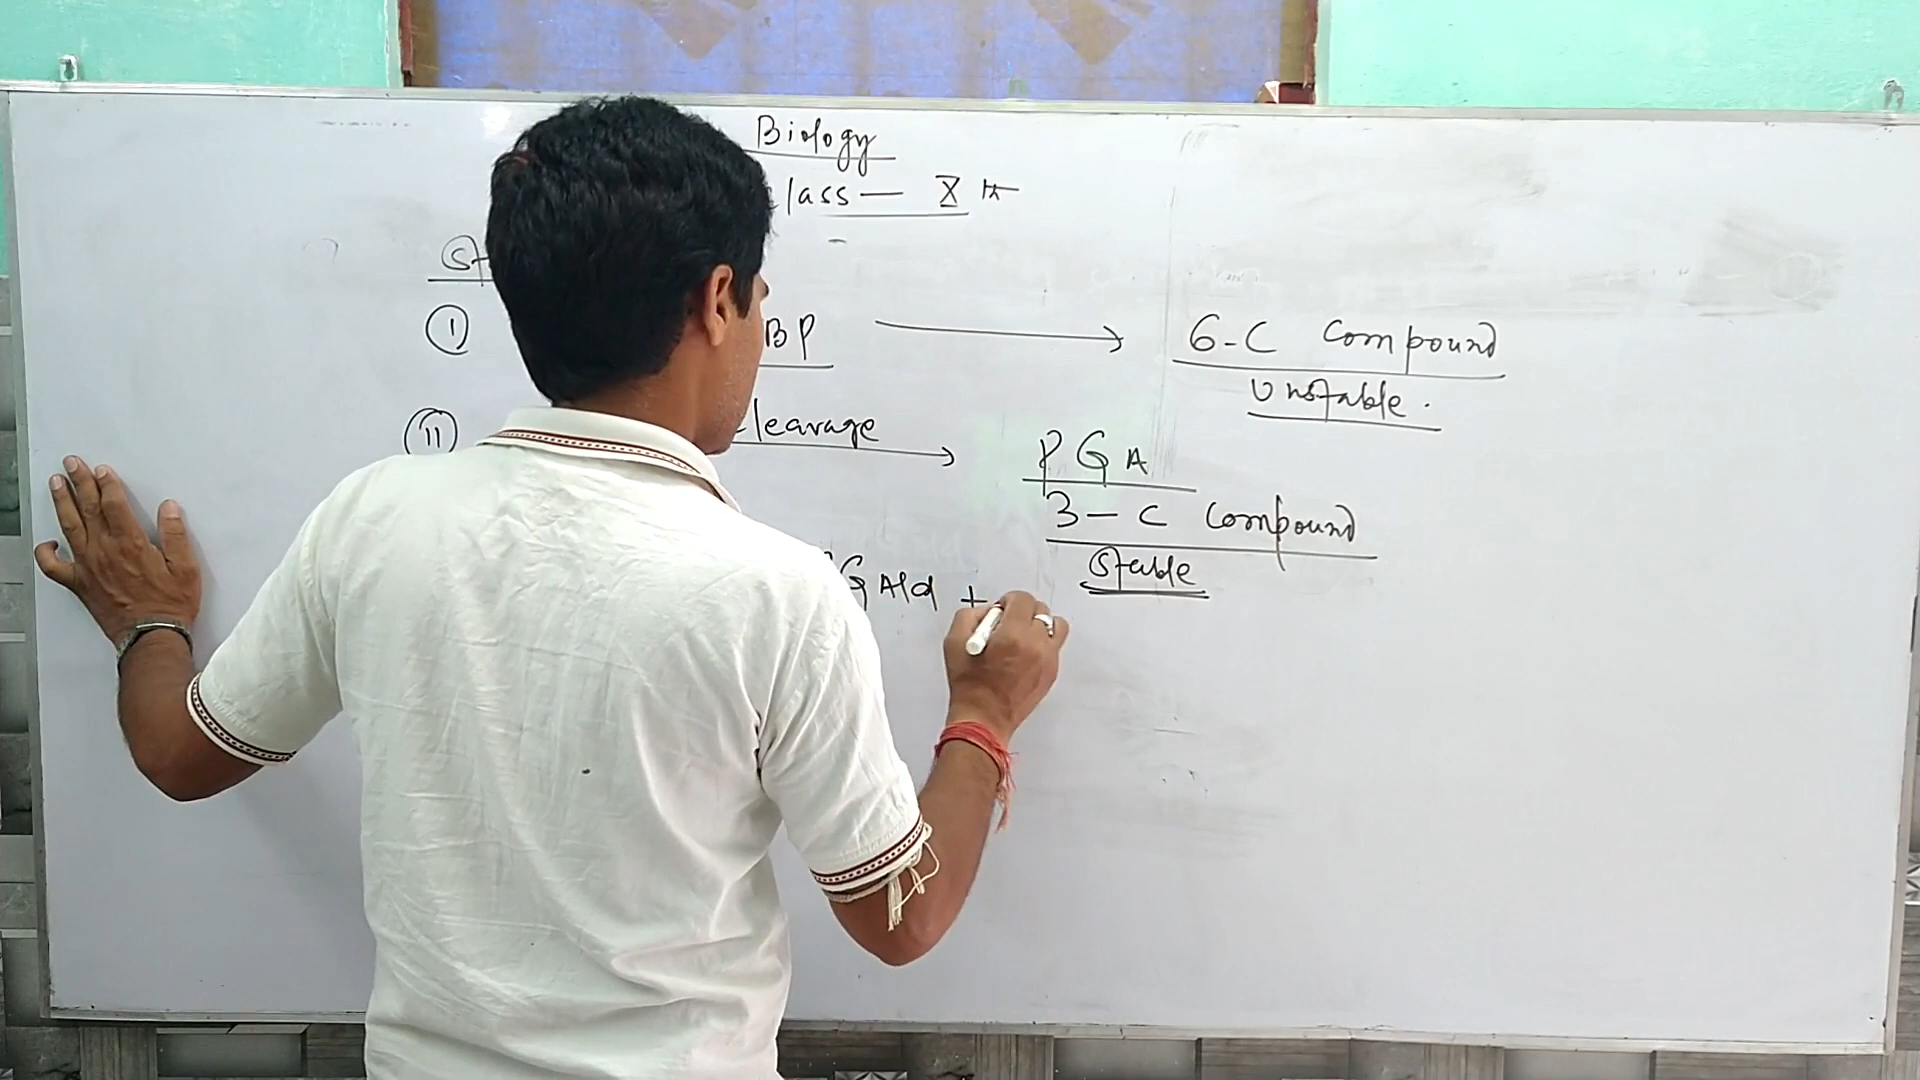 Biology
lass — X th
St
① BP → 6-C Compound
Unstable.
⑪ leavage → PGA
3 - C Compound
Stable
GAld +